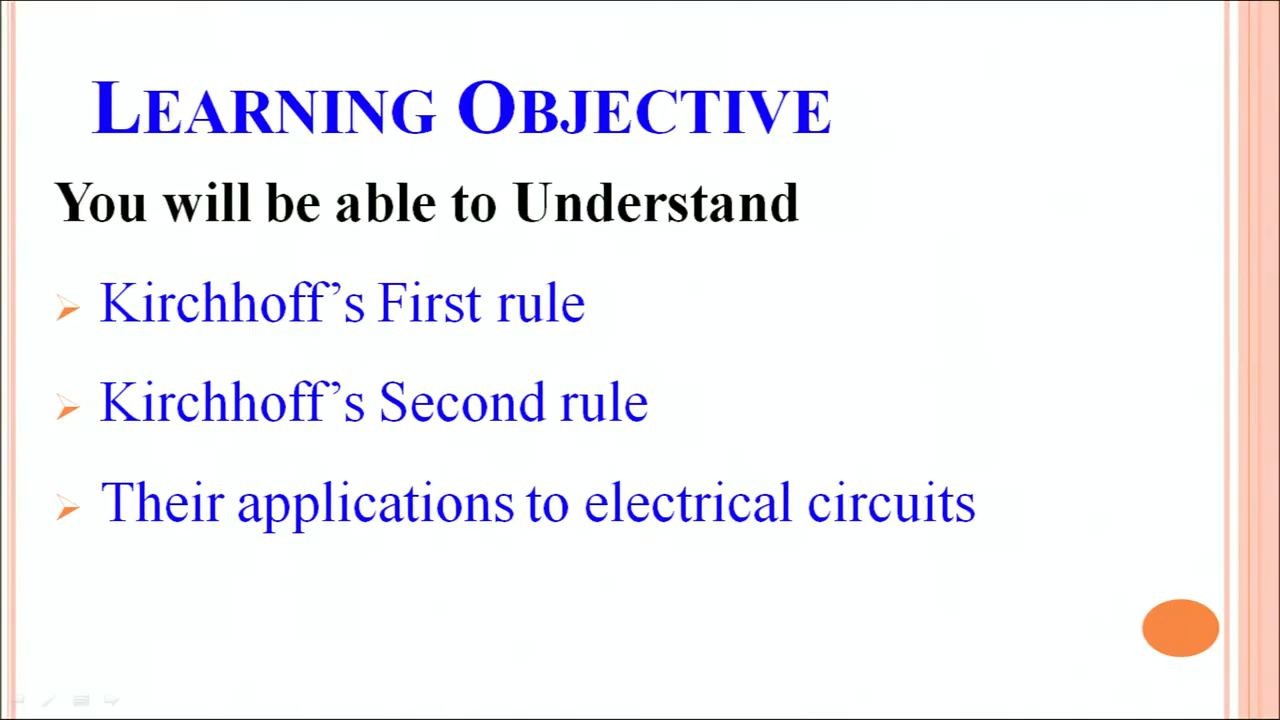 LEARNING OBJECTIVE
You will be able to Understand
Kirchhoff’s First rule
Kirchhoff’s Second rule
Their applications to electrical circuits